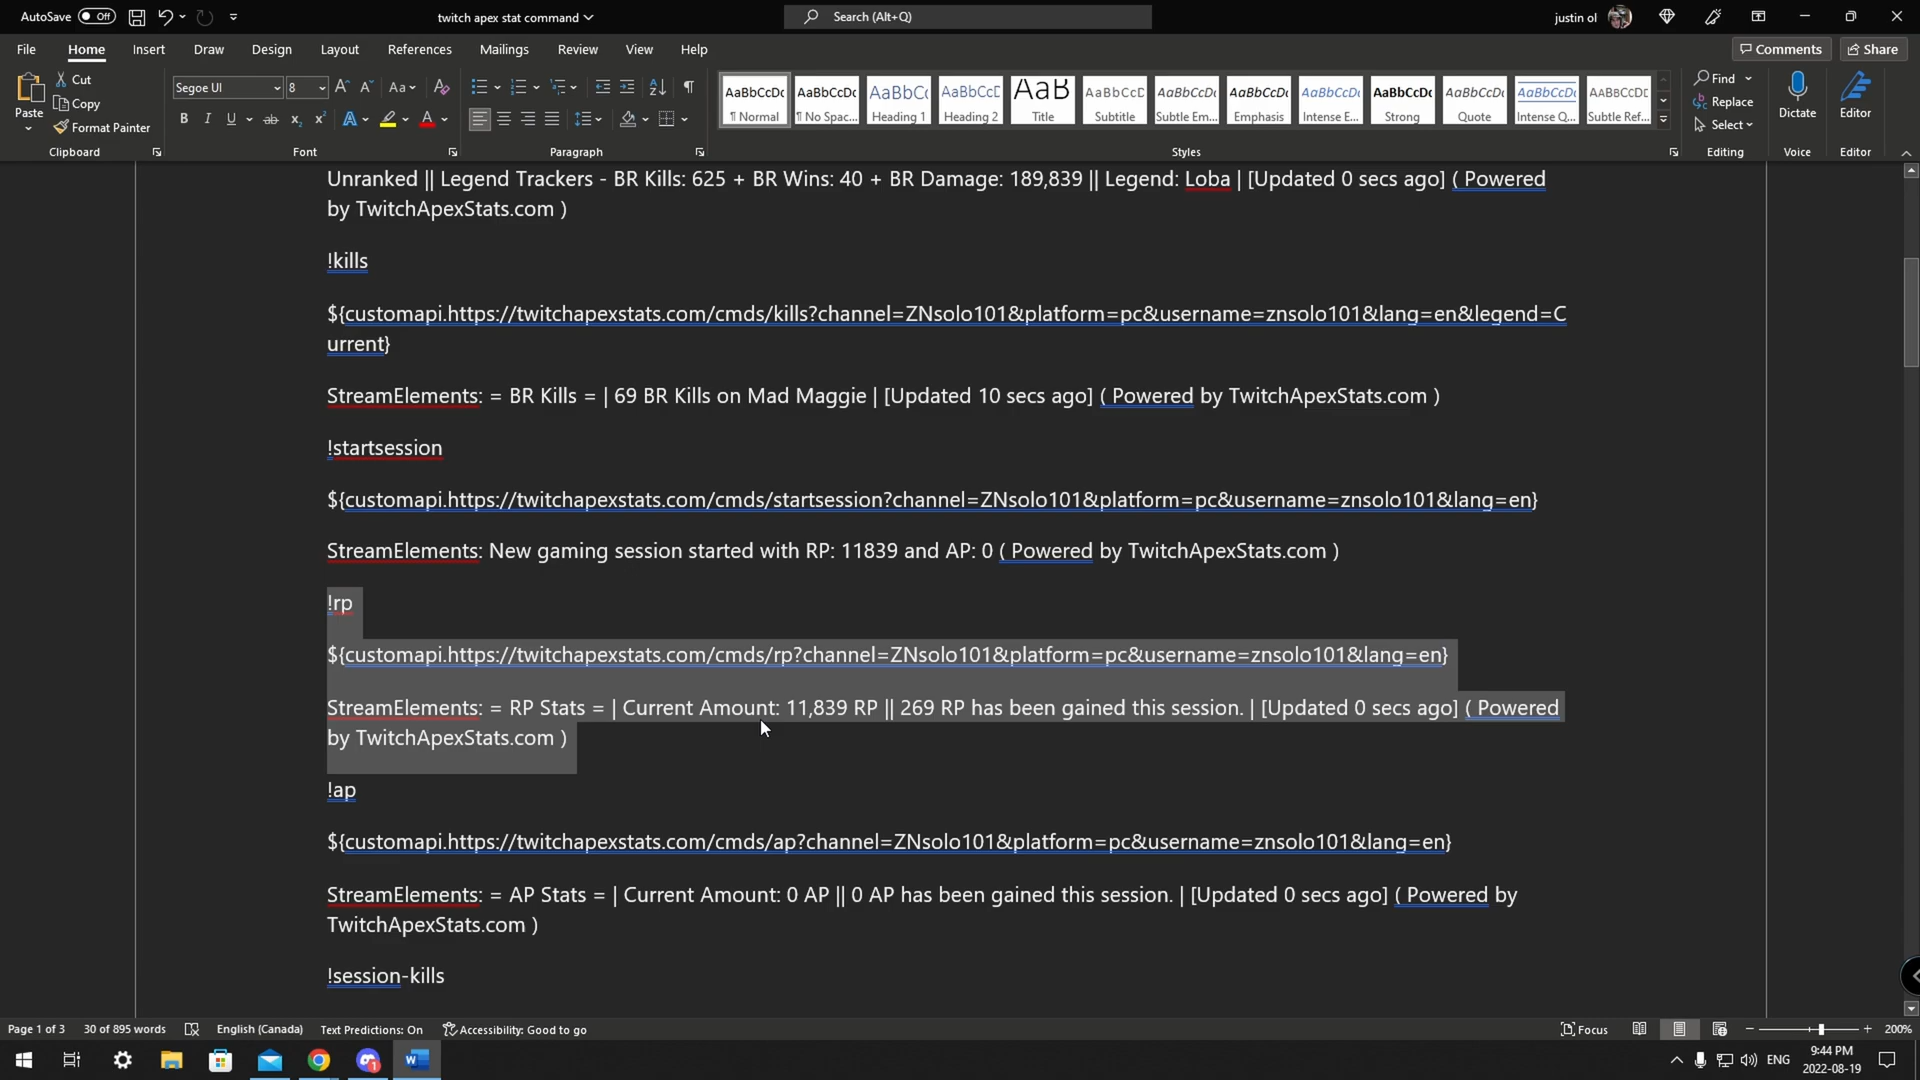 AutoSave Off
twitch apex stat command
Search (Alt+Q)
justin ol
File Home Insert Draw Design Layout References Mailings Review View Help
Comments Share
Paste
Cut
Copy
Format Painter
Clipboard
Segoe UI 8
Font
Paragraph
AaBbCcDc AaBbCcDc AaBbCc AaBbCcD AaB AaBbCcD AaBbCcDc AaBbCcDc AaBbCcDc AaBbCcDc AaBbCcDc AaBbCcDc AABBCCDC
¶ Normal ¶ No Spac... Heading 1 Heading 2 Title Subtitle Subtle Em... Emphasis Intense E... Strong Quote Intense Q... Subtle Ref...
Styles
Find
Replace
Select
Editing
Dictate
Voice
Editor
Editor
Unranked || Legend Trackers - BR Kills: 625 + BR Wins: 40 + BR Damage: 189,839 || Legend: Loba | [Updated 0 secs ago] ( Powered
by TwitchApexStats.com )
!kills
${customapi.https://twitchapexstats.com/cmds/kills?channel=ZNsolo101&platform=pc&username=znsolo101&lang=en&legend=C
urrent}
StreamElements: = BR Kills = | 69 BR Kills on Mad Maggie | [Updated 10 secs ago] ( Powered by TwitchApexStats.com )
!startsession
${customapi.https://twitchapexstats.com/cmds/startsession?channel=ZNsolo101&platform=pc&username=znsolo101&lang=en}
StreamElements: New gaming session started with RP: 11839 and AP: 0 ( Powered by TwitchApexStats.com )
!rp
${customapi.https://twitchapexstats.com/cmds/rp?channel=ZNsolo101&platform=pc&username=znsolo101&lang=en}
StreamElements: = RP Stats = | Current Amount: 11,839 RP || 269 RP has been gained this session. | [Updated 0 secs ago] ( Powered
by TwitchApexStats.com )
!ap
${customapi.https://twitchapexstats.com/cmds/ap?channel=ZNsolo101&platform=pc&username=znsolo101&lang=en}
StreamElements: = AP Stats = | Current Amount: 0 AP || 0 AP has been gained this session. | [Updated 0 secs ago] ( Powered by
TwitchApexStats.com )
!session-kills
Page 1 of 3 30 of 895 words English (Canada) Text Predictions: On Accessibility: Good to go
Focus 200%
ENG
9:44 PM
2022-08-19